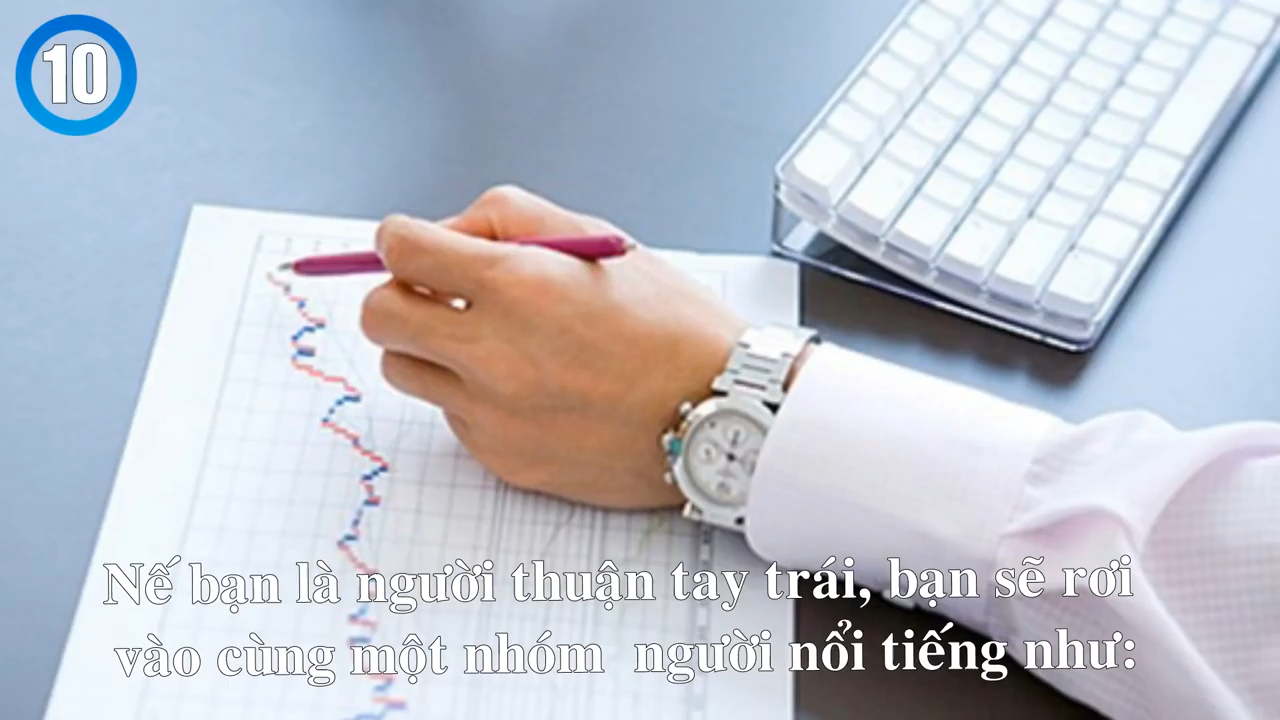 10
Nế bạn là người thuận tay trái, bạn sẽ rơi
vào cùng một nhóm người nổi tiếng như: